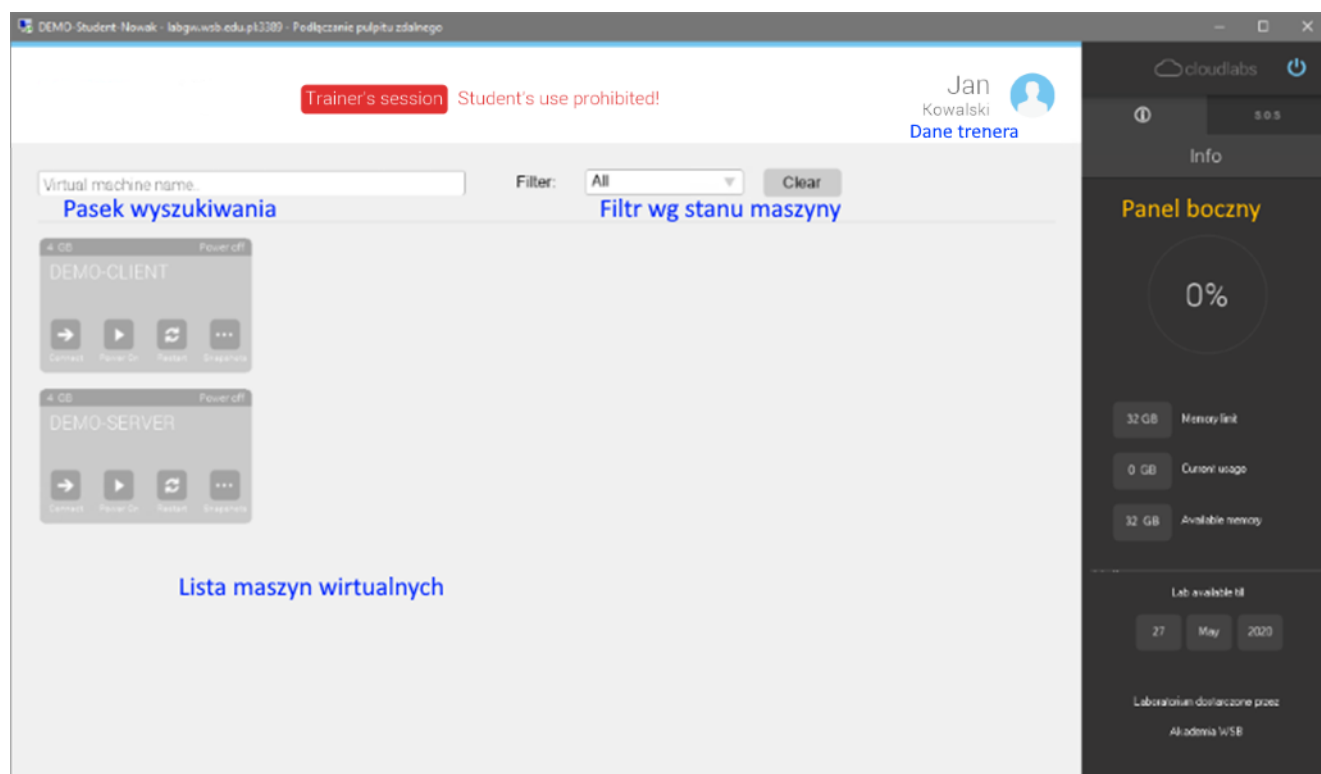 DEMO-Student-Nowak - labgw.wsb.edu.pl:3389 - Podłączanie pulpitu zdalnego
cloudlabs
Trainer's session Student's use prohibited!
Jan
Kowalski
Dane trenera
S.O.S
Info
Virtual machine name..
Filter: All Clear
Pasek wyszukiwania
Filtr wg stanu maszyny
Panel boczny
4 GB Power off
DEMO-CLIENT
Connect Power On Restart Snapshots
0%
4 GB Power off
DEMO-SERVER
Connect Power On Restart Snapshots
32 GB Memory limit
0 GB Current usage
32 GB Available memory
Lista maszyn wirtualnych
Lab available till
27 May 2020
Laboratorium dostarczone przez
Akademia WSB